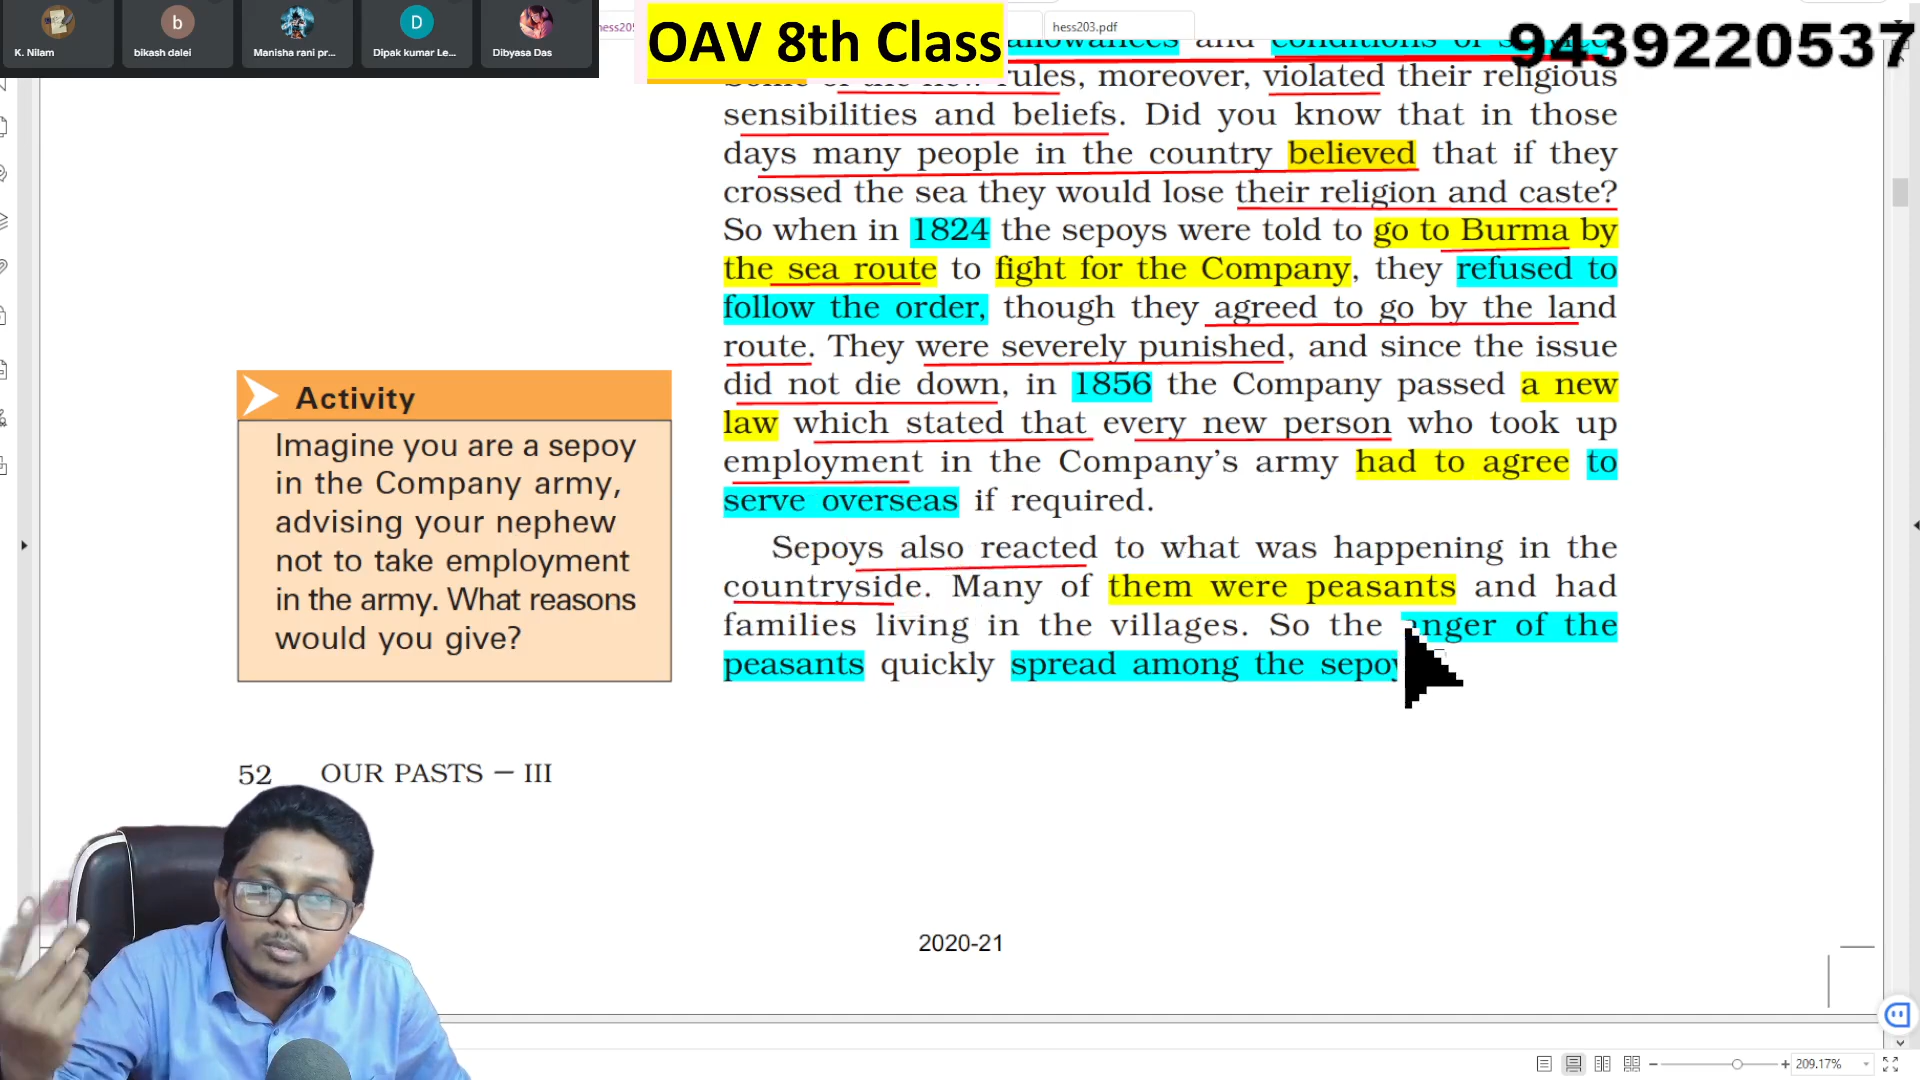 K. Nilam
bikash dalei
Manisha rani pr...
Dipak kumar Le...
Dibyasa Das
OAV 8th Class
hess203.pdf
9439220537
allowances and conditions of
rules, moreover, violated their religious
sensibilities and beliefs. Did you know that in those
days many people in the country believed that if they
crossed the sea they would lose their religion and caste?
So when in 1824 the sepoys were told to go to Burma by
the sea route to fight for the Company, they refused to
follow the order, though they agreed to go by the land
route. They were severely punished, and since the issue
did not die down, in 1856 the Company passed a new
law which stated that every new person who took up
employment in the Company’s army had to agree to
serve overseas if required.
Sepoys also reacted to what was happening in the
countryside. Many of them were peasants and had
families living in the villages. So the anger of the
peasants quickly spread among the sepoy
Activity
Imagine you are a sepoy
in the Company army,
advising your nephew
not to take employment
in the army. What reasons
would you give?
52 OUR PASTS – III
2020-21
209.17%